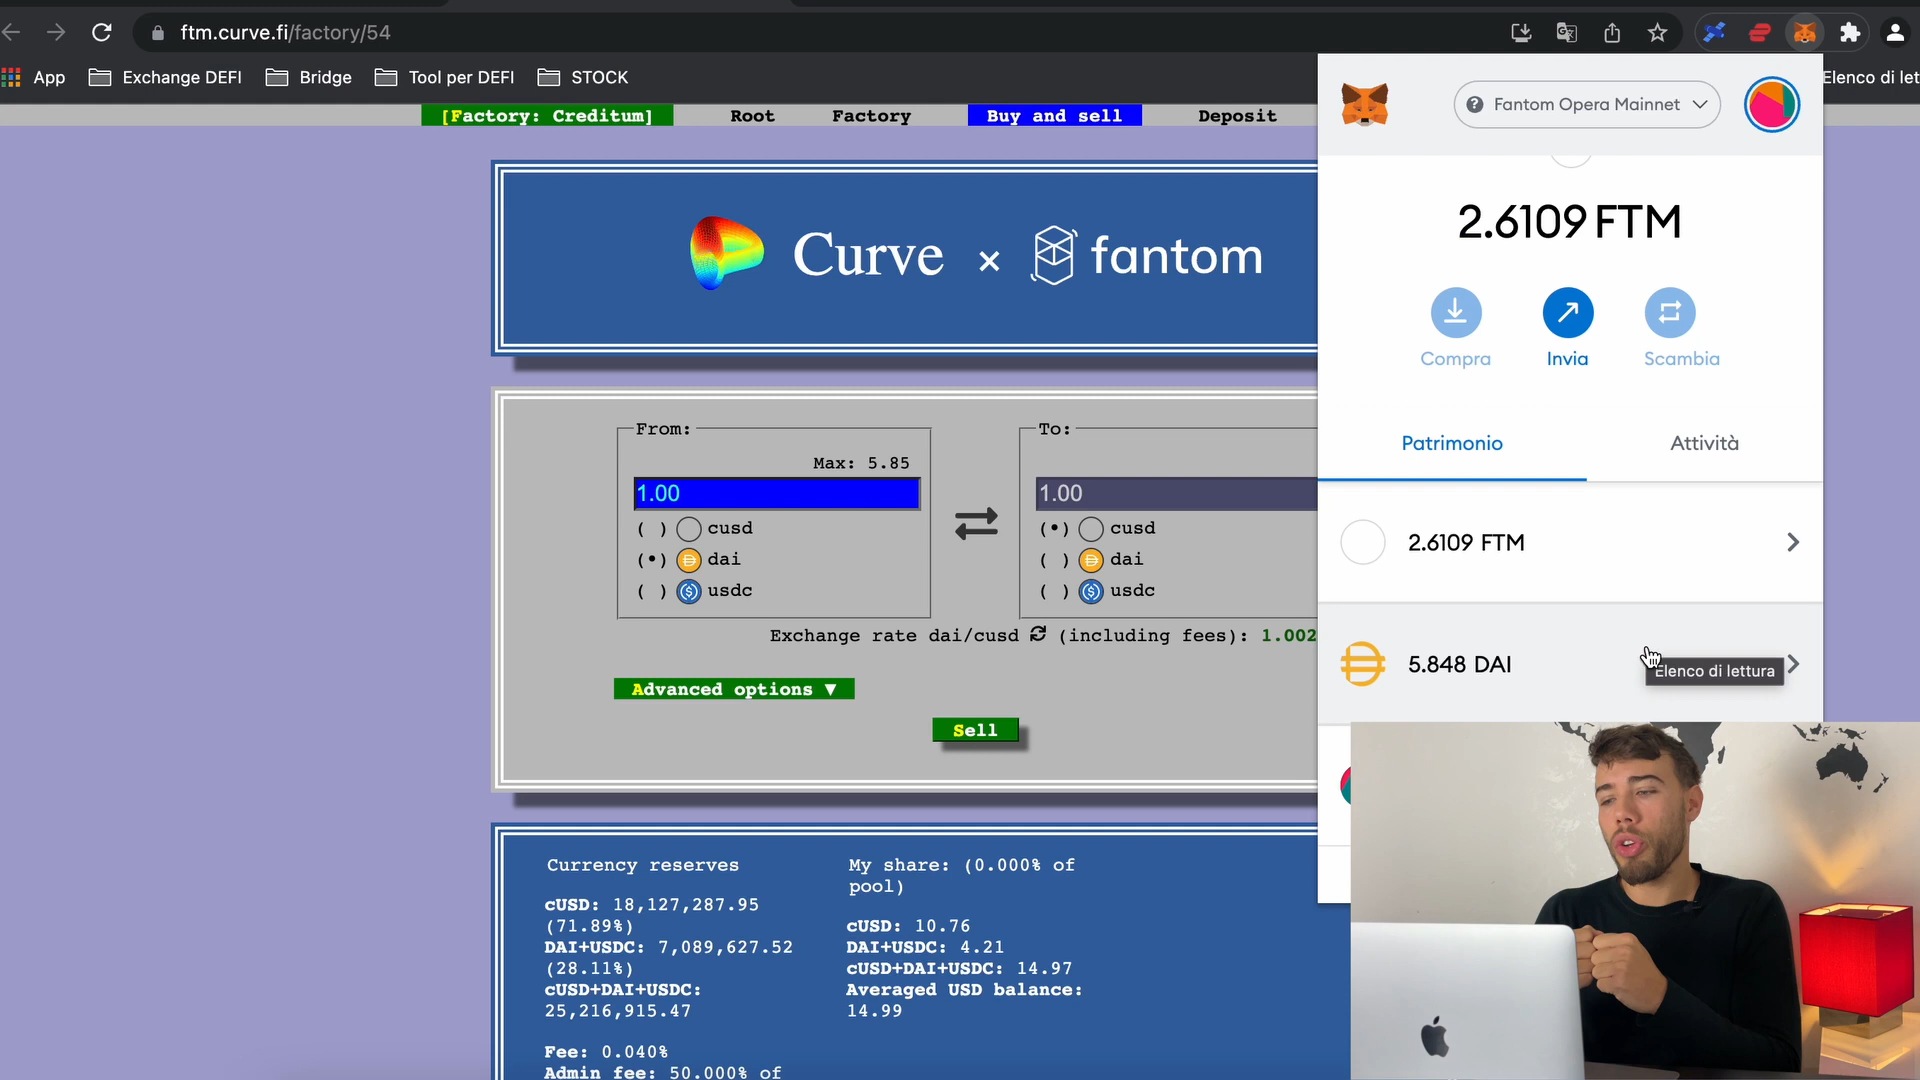 ftm.curve.fi/factory/54
App Exchange DEFI Bridge Tool per DEFI STOCK
Elenco di let
[Factory: Creditum] Root Factory Buy and sell Deposit
Curve × fantom
From:
Max: 5.85
1.00
( ) cusd
(•) dai
( ) usdc
To:
1.00
(•) cusd
( ) dai
( ) usdc
Exchange rate dai/cusd (including fees): 1.002
Advanced options ▼
Sell
Currency reserves
cUSD: 18,127,287.95
(71.89%)
DAI+USDC: 7,089,627.52
(28.11%)
cUSD+DAI+USDC:
25,216,915.47
Fee: 0.040%
Admin fee: 50.000% of
My share: (0.000% of
pool)
cUSD: 10.76
DAI+USDC: 4.21
cUSD+DAI+USDC: 14.97
Averaged USD balance:
14.99
Fantom Opera Mainnet
2.6109 FTM
Compra Invia Scambia
Patrimonio Attività
2.6109 FTM
5.848 DAI
Elenco di lettura